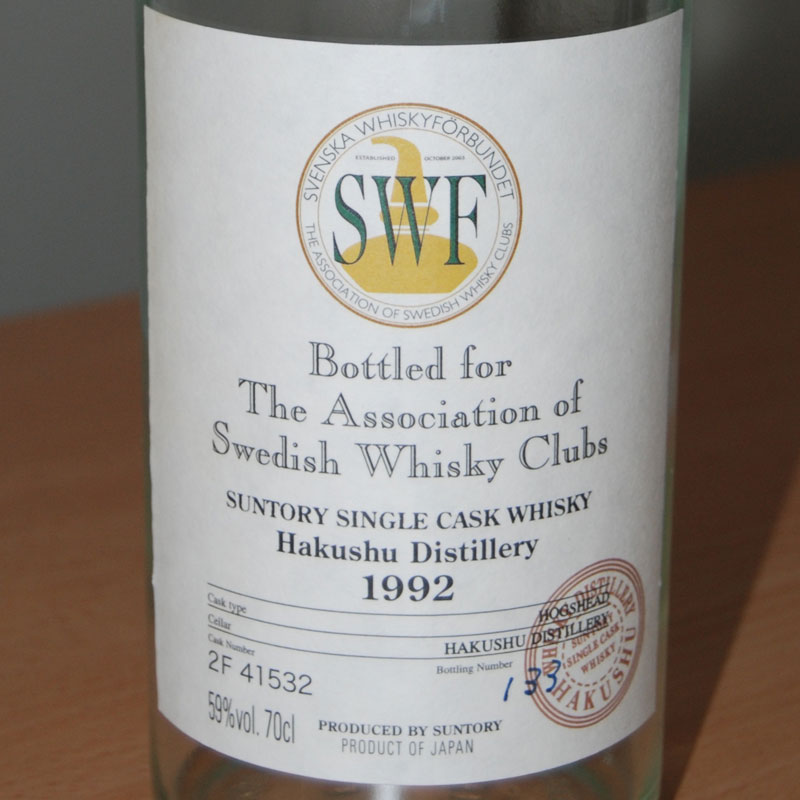 SVENSKA WHISKYFÖRBUNDET
ESTABLISHED OCTOBER 2003
SWF
THE ASSOCIATION OF SWEDISH WHISKY CLUBS
Bottled for
The Association of
Swedish Whisky Clubs
SUNTORY SINGLE CASK WHISKY
Hakushu Distillery
1992
Cask type HOGSHEAD
Cellar HAKUSHU DISTILLERY
Cask Number Bottling Number
2F 41532 133
59%vol. 70cl
PRODUCED BY SUNTORY
PRODUCT OF JAPAN
DISTILLERY
SUNTORY
SINGLE CASK
WHISKY
HAKUSHU